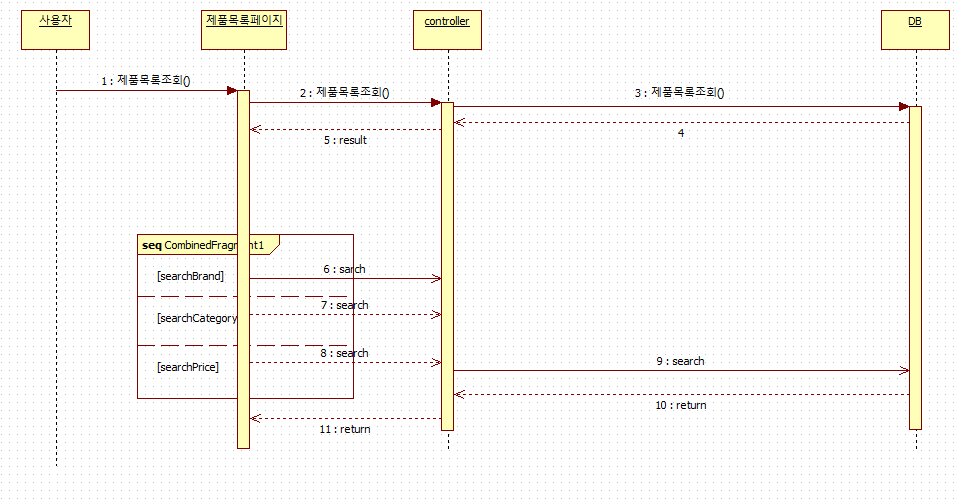 사용자
제품목록페이지
controller
DB
1 : 제품목록조회()
2 : 제품목록조회()
3 : 제품목록조회()
4
5 : result
seq CombinedFragment1
[searchBrand]
6 : sarch
7 : search
[searchCategory
8 : search
[searchPrice]
9 : search
10 : return
11 : return